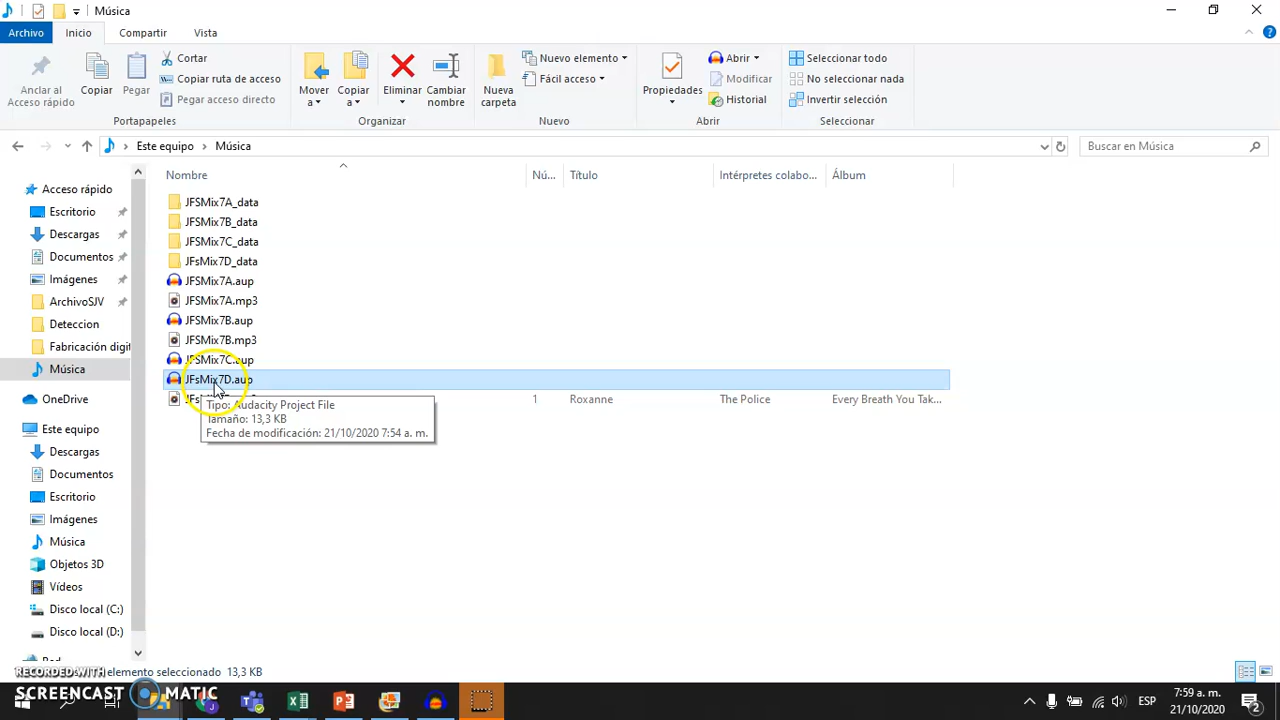 Música
Archivo Inicio Compartir Vista
Anclar al Acceso rápido
Copiar
Pegar
Cortar
Copiar ruta de acceso
Pegar acceso directo
Portapapeles
Mover a
Copiar a
Eliminar
Cambiar nombre
Organizar
Nueva carpeta
Nuevo elemento
Fácil acceso
Nuevo
Propiedades
Abrir
Modificar
Historial
Abrir
Seleccionar todo
No seleccionar nada
Invertir selección
Seleccionar
Este equipo > Música
Buscar en Música
Nombre Nú... Título Intérpretes colabo... Álbum
Acceso rápido
Escritorio
Descargas
Documentos
Imágenes
ArchivoSJV
Deteccion
Fabricación digit
Música
OneDrive
Este equipo
Descargas
Documentos
Escritorio
Imágenes
Música
Objetos 3D
Vídeos
Disco local (C:)
Disco local (D:)
JFSMix7A_data
JFSMix7B_data
JFSMix7C_data
JFsMix7D_data
JFSMix7A.aup
JFSMix7A.mp3
JFSMix7B.aup
JFSMix7B.mp3
JFSMix7C.aup
JFsMix7D.aup
1 Roxanne The Police Every Breath You Tak...
Tipo: Audacity Project File
Tamaño: 13,3 KB
Fecha de modificación: 21/10/2020 7:54 a. m.
elemento seleccionado 13,3 KB
RECORDED WITH
SCREENCAST MATIC
ESP
7:59 a. m.
21/10/2020
2